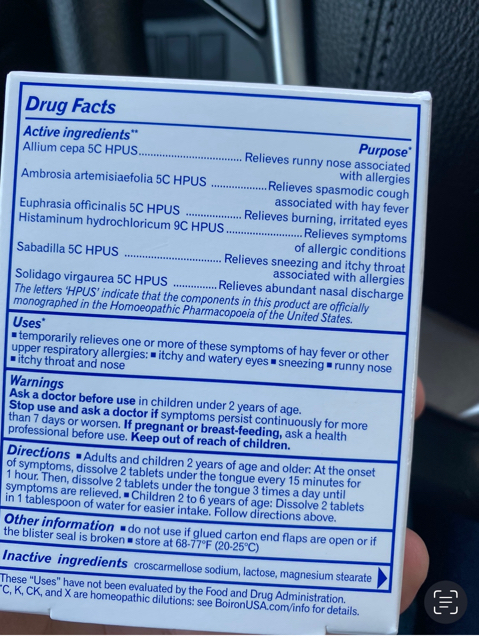 Drug Facts
Active ingredients**
Purpose*
Allium cepa 5C HPUS............................ Relieves runny nose associated
with allergies
Ambrosia artemisiaefolia 5C HPUS ...............Relieves spasmodic cough
associated with hay fever
Euphrasia officinalis 5C HPUS ............... Relieves burning, irritated eyes
Histaminum hydrochloricum 9C HPUS......................Relieves symptoms
of allergic conditions
Sabadilla 5C HPUS ............................ Relieves sneezing and itchy throat
associated with allergies
Solidago virgaurea 5C HPUS ............Relieves abundant nasal discharge
The letters 'HPUS' indicate that the components in this product are officially
monographed in the Homoeopathic Pharmacopoeia of the United States.
Uses*
▪ temporarily relieves one or more of these symptoms of hay fever or other
upper respiratory allergies: ▪ itchy and watery eyes ▪ sneezing ▪ runny nose
▪ itchy throat and nose
Warnings
Ask a doctor before use in children under 2 years of age.
Stop use and ask a doctor if symptoms persist continuously for more
than 7 days or worsen. If pregnant or breast-feeding, ask a health
professional before use. Keep out of reach of children.
Directions ▪ Adults and children 2 years of age and older: At the onset
of symptoms, dissolve 2 tablets under the tongue every 15 minutes for
1 hour. Then, dissolve 2 tablets under the tongue 3 times a day until
symptoms are relieved. ▪ Children 2 to 6 years of age: Dissolve 2 tablets
in 1 tablespoon of water for easier intake. Follow directions above.
Other information ▪ do not use if glued carton end flaps are open or if
the blister seal is broken ▪ store at 68-77°F (20-25°C)
Inactive ingredients croscarmellose sodium, lactose, magnesium stearate
These "Uses" have not been evaluated by the Food and Drug Administration.
C, K, CK, and X are homeopathic dilutions: see BoironUSA.com/info for details.